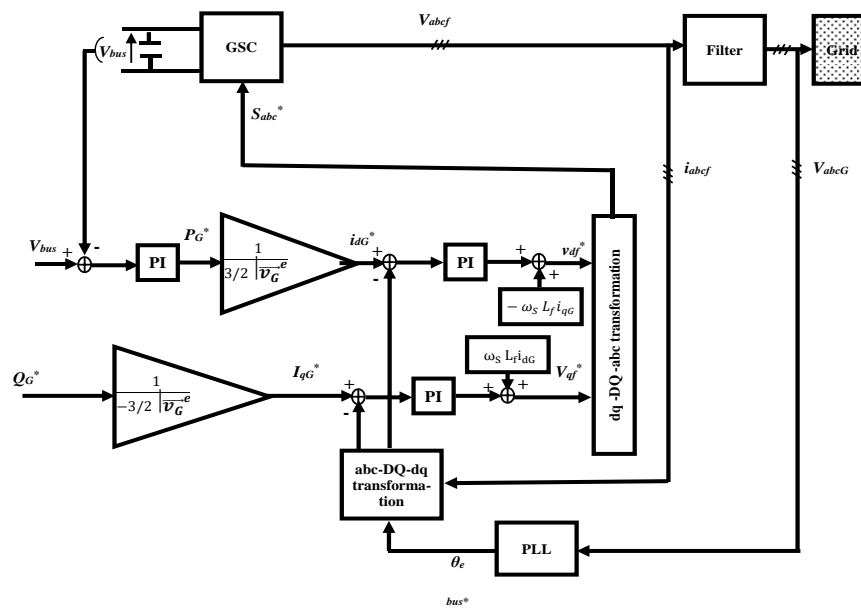 V_abcf
V_bus
GSC
Filter
Grid
S_abc*
i_abcf
V_abcG
V_bus
+
-
PI
P_G*
1
3/2 |v_G|^e
i_dG*
+
-
PI
+
+
v_df*
− ω_S L_f i_qG
dq -DQ -abc transformation
ω_S L_f i_dG
Q_G*
1
−3/2 |v_G|^e
I_qG*
+
-
PI
+
+
V_qf*
abc-DQ-dq
transforma-
tion
θ_e
PLL
bus*